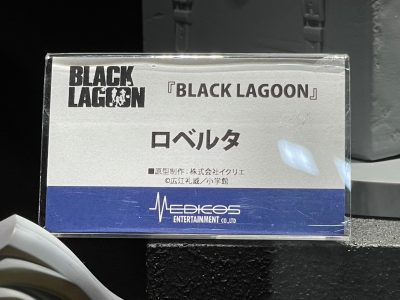 BLACK
LAGOON
『BLACK LAGOON』
ロベルタ
■原型制作：株式会社イクリエ
©広江礼威／小学館
MEDICOS
ENTERTAINMENT CO.,LTD